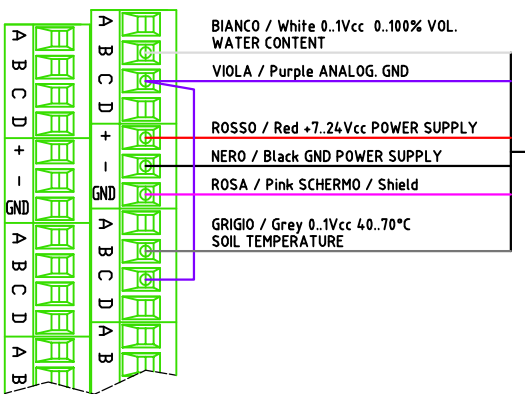 BIANCO / White 0..1Vcc 0..100% VOL.
WATER CONTENT
VIOLA / Purple ANALOG. GND
ROSSO / Red +7..24Vcc POWER SUPPLY
NERO / Black GND POWER SUPPLY
ROSA / Pink SCHERMO / Shield
GRIGIO / Grey 0..1Vcc 40..70°C
SOIL TEMPERATURE
A
B
C
D
+
-
GND
A
B
C
D
A
B
A
B
C
D
+
-
GND
A
B
C
D
A
B